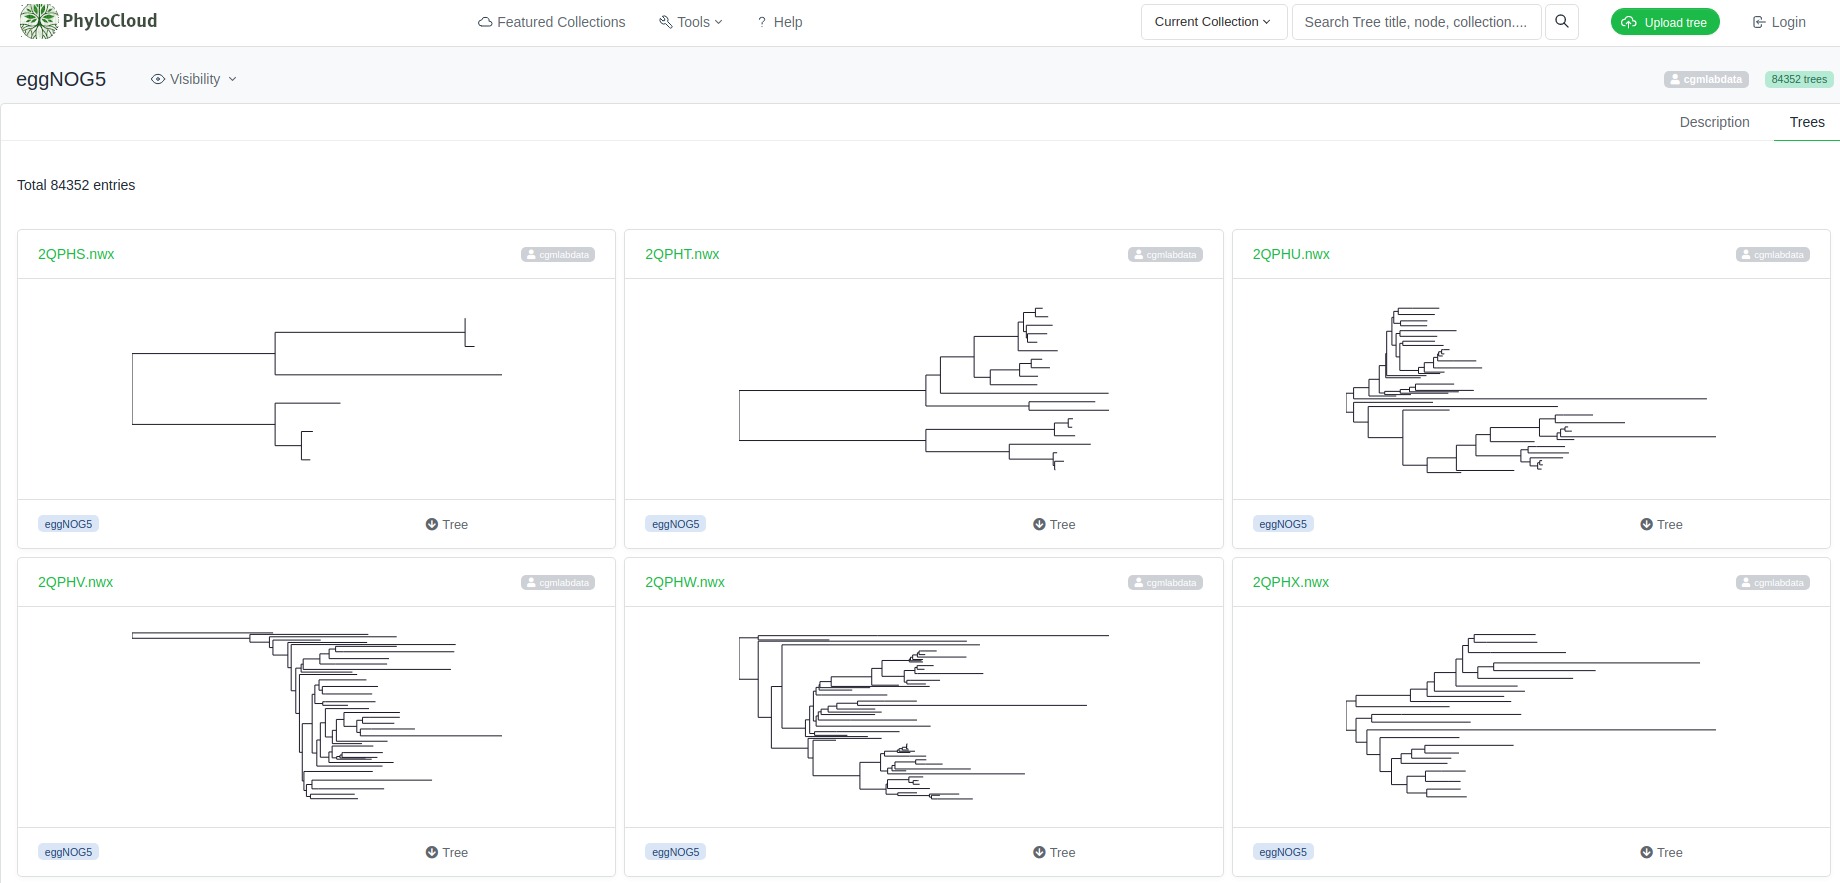 PhyloCloud
Featured Collections
Tools
? Help
Current Collection
Search Tree title, node, collection....
Upload tree
Login
eggNOG5
Visibility
cgmlabdata
84352 trees
Description
Trees
Total 84352 entries
2QPHS.nwx
cgmlabdata
2QPHT.nwx
cgmlabdata
2QPHU.nwx
cgmlabdata
eggNOG5
Tree
eggNOG5
Tree
eggNOG5
Tree
2QPHV.nwx
cgmlabdata
2QPHW.nwx
cgmlabdata
2QPHX.nwx
cgmlabdata
eggNOG5
Tree
eggNOG5
Tree
eggNOG5
Tree